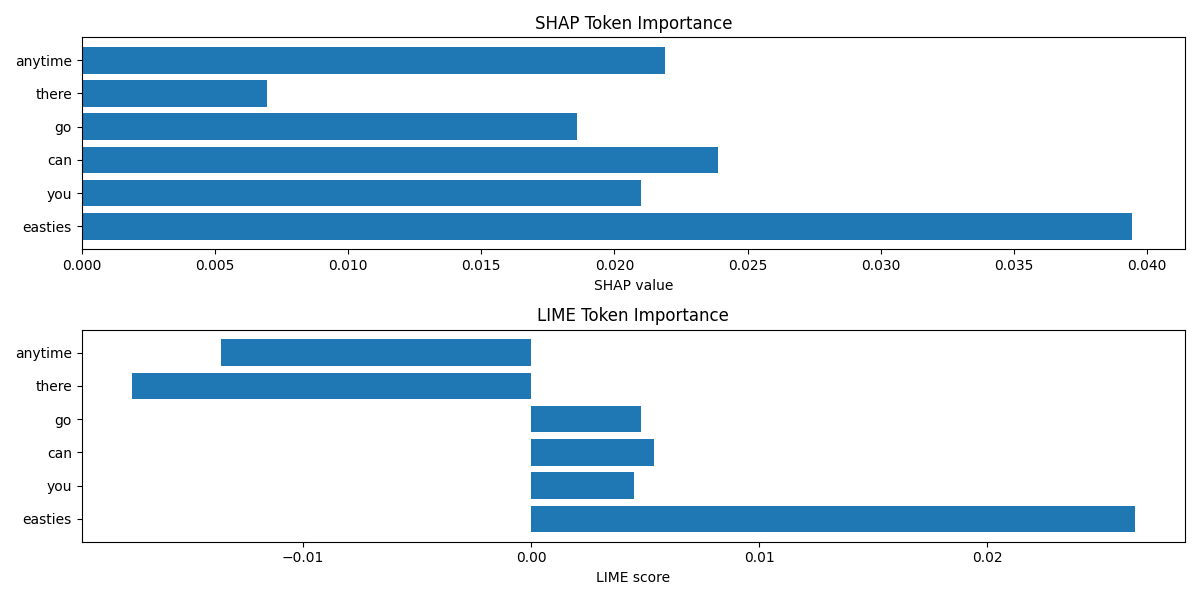 SHAP Token Importance
anytime
there
go
can
you
easties
0.000 0.005 0.010 0.015 0.020 0.025 0.030 0.035 0.040
SHAP value
LIME Token Importance
anytime
there
go
can
you
easties
−0.01 0.00 0.01 0.02
LIME score